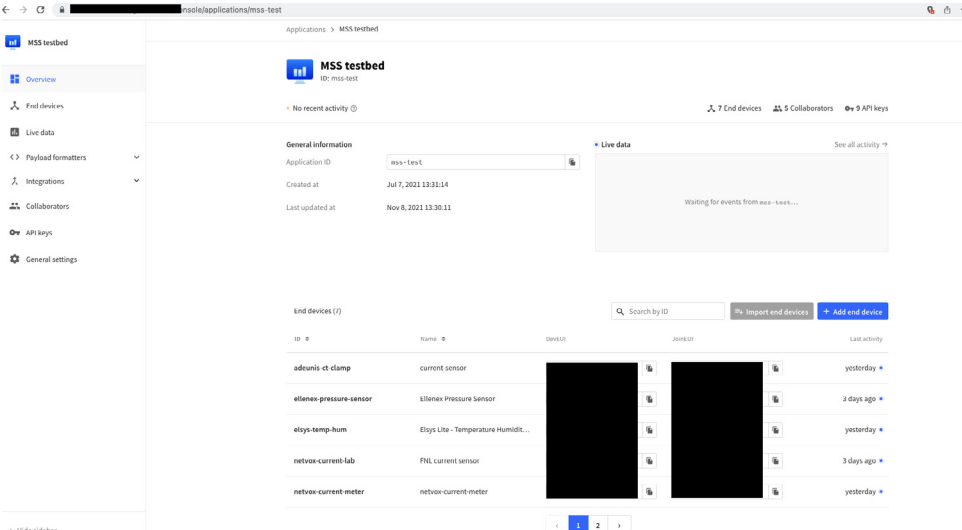 nsole/applications/mss-test
Applications > MSS testbed
MSS testbed
MSS testbed
ID: mss-test
Overview
End devices
Live data
Payload formatters
Integrations
Collaborators
API keys
General settings
No recent activity
7 End devices 5 Collaborators 9 API keys
General information
Live data See all activity →
Application ID mss-test
Created at Jul 7, 2021 13:31:14
Last updated at Nov 8, 2021 13:30:11
Waiting for events from mss-test...
End devices (7) Search by ID Import end devices + Add end device
ID Name DevEUI JoinEUI Last activity
adeunis-ct-clamp current sensor yesterday
ellenex-pressure-sensor Ellenex Pressure Sensor 3 days ago
elsys-temp-hum Elsys Lite - Temperature Humidit... yesterday
netvox-current-lab FNL current sensor 3 days ago
netvox-current-meter netvox-current-meter yesterday
< 1 2 >
Hide sidebar